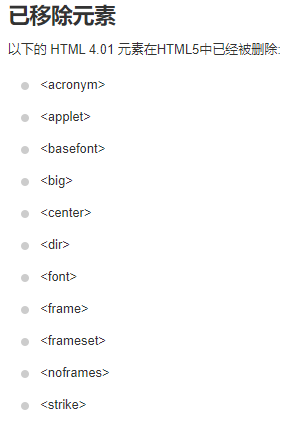 已移除元素
以下的 HTML 4.01 元素在HTML5中已经被删除:
<acronym>
<applet>
<basefont>
<big>
<center>
<dir>
<font>
<frame>
<frameset>
<noframes>
<strike>